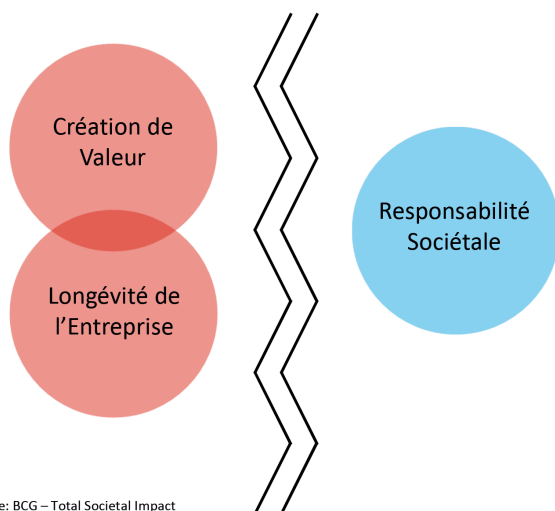 Création de
Valeur
Longévité de
l’Entreprise
Responsabilité
Sociétale
e: BCG – Total Societal Impact